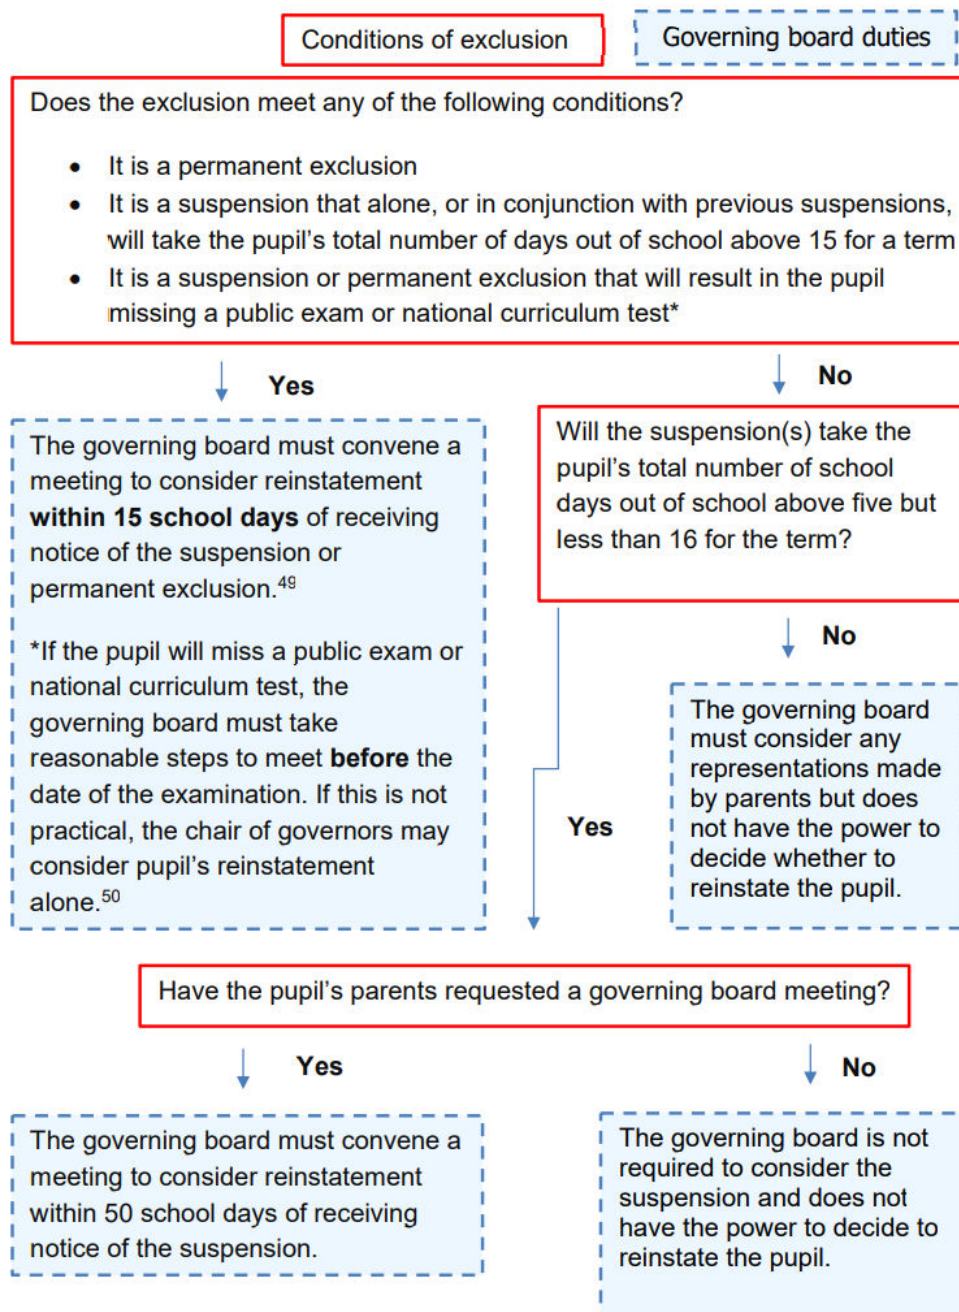 Conditions of exclusion
Governing board duties
Does the exclusion meet any of the following conditions?
• It is a permanent exclusion
• It is a suspension that alone, or in conjunction with previous suspensions,
will take the pupil's total number of days out of school above 15 for a term
• It is a suspension or permanent exclusion that will result in the pupil
missing a public exam or national curriculum test*
Yes
No
The governing board must convene a
meeting to consider reinstatement
within 15 school days of receiving
notice of the suspension or
permanent exclusion.49
*If the pupil will miss a public exam or
national curriculum test, the
governing board must take
reasonable steps to meet before the
date of the examination. If this is not
practical, the chair of governors may
consider pupil's reinstatement
alone.50
Will the suspension(s) take the
pupil's total number of school
days out of school above five but
less than 16 for the term?
No
The governing board
must consider any
representations made
by parents but does
not have the power to
decide whether to
reinstate the pupil.
Yes
Have the pupil's parents requested a governing board meeting?
Yes
No
The governing board must convene a
meeting to consider reinstatement
within 50 school days of receiving
notice of the suspension.
The governing board is not
required to consider the
suspension and does not
have the power to decide to
reinstate the pupil.